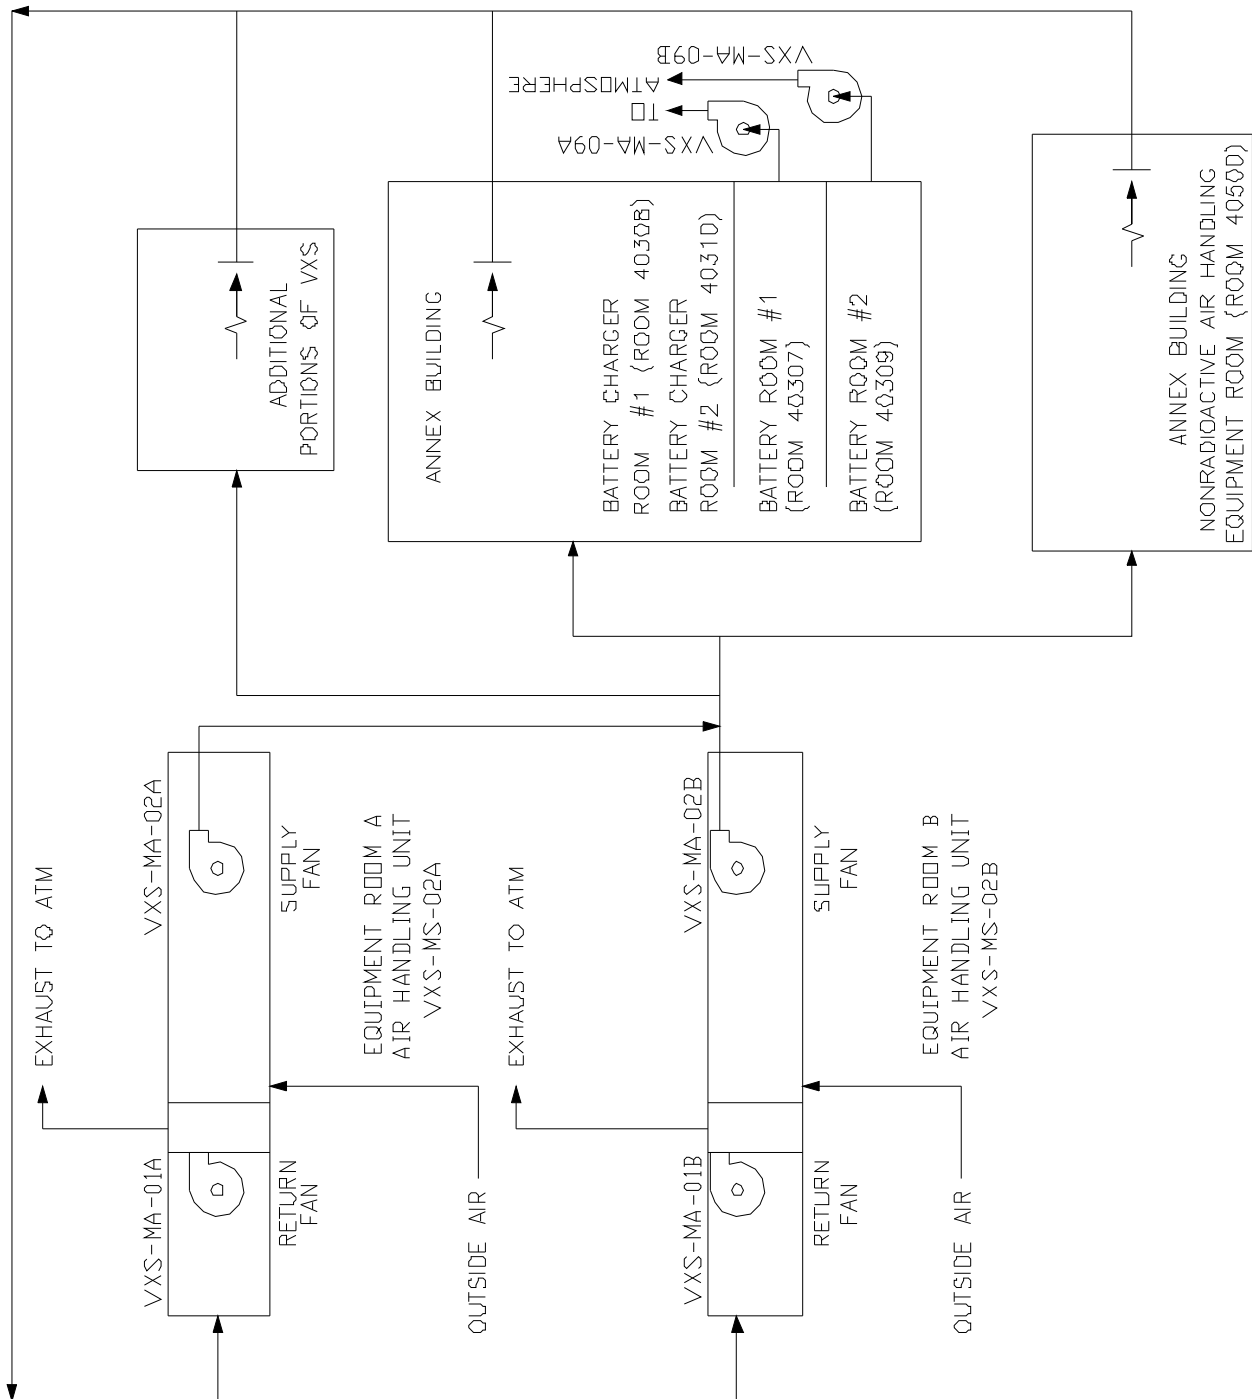 ADDITIONAL
PORTIONS OF VXS
ANNEX BUILDING
BATTERY CHARGER
ROOM #1 (ROOM 40308)
BATTERY CHARGER
ROOM #2 (ROOM 40310)
BATTERY ROOM #1
(ROOM 40307)
BATTERY ROOM #2
(ROOM 40309)
VXS-MA-09A
TO
ATMOSPHERE
VXS-MA-09B
ANNEX BUILDING
NONRADIOACTIVE AIR HANDLING
EQUIPMENT ROOM (ROOM 40500)
EXHAUST TO ATM
VXS-MA-01A
VXS-MA-02A
RETURN
FAN
SUPPLY
FAN
EQUIPMENT ROOM A
AIR HANDLING UNIT
VXS-MS-02A
OUTSIDE AIR
EXHAUST TO ATM
VXS-MA-01B
VXS-MA-02B
RETURN
FAN
SUPPLY
FAN
EQUIPMENT ROOM B
AIR HANDLING UNIT
VXS-MS-02B
OUTSIDE AIR